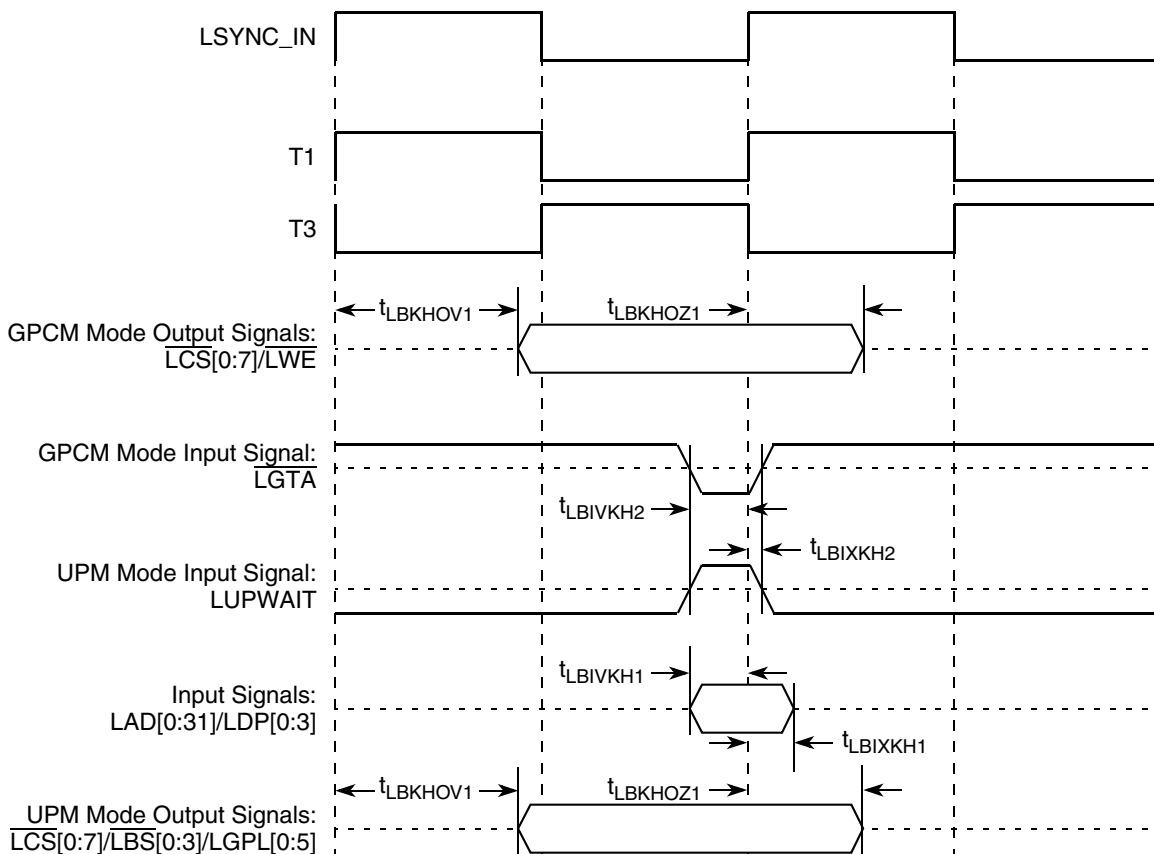 LSYNC_IN
T1
T3
tLBKHOV1
tLBKHOZ1
GPCM Mode Output Signals:
LCS[0:7]/LWE
GPCM Mode Input Signal:
LGTA
tLBIVKH2
tLBIXKH2
UPM Mode Input Signal:
LUPWAIT
tLBIVKH1
Input Signals:
LAD[0:31]/LDP[0:3]
tLBIXKH1
tLBKHOV1
tLBKHOZ1
UPM Mode Output Signals:
LCS[0:7]/LBS[0:3]/LGPL[0:5]